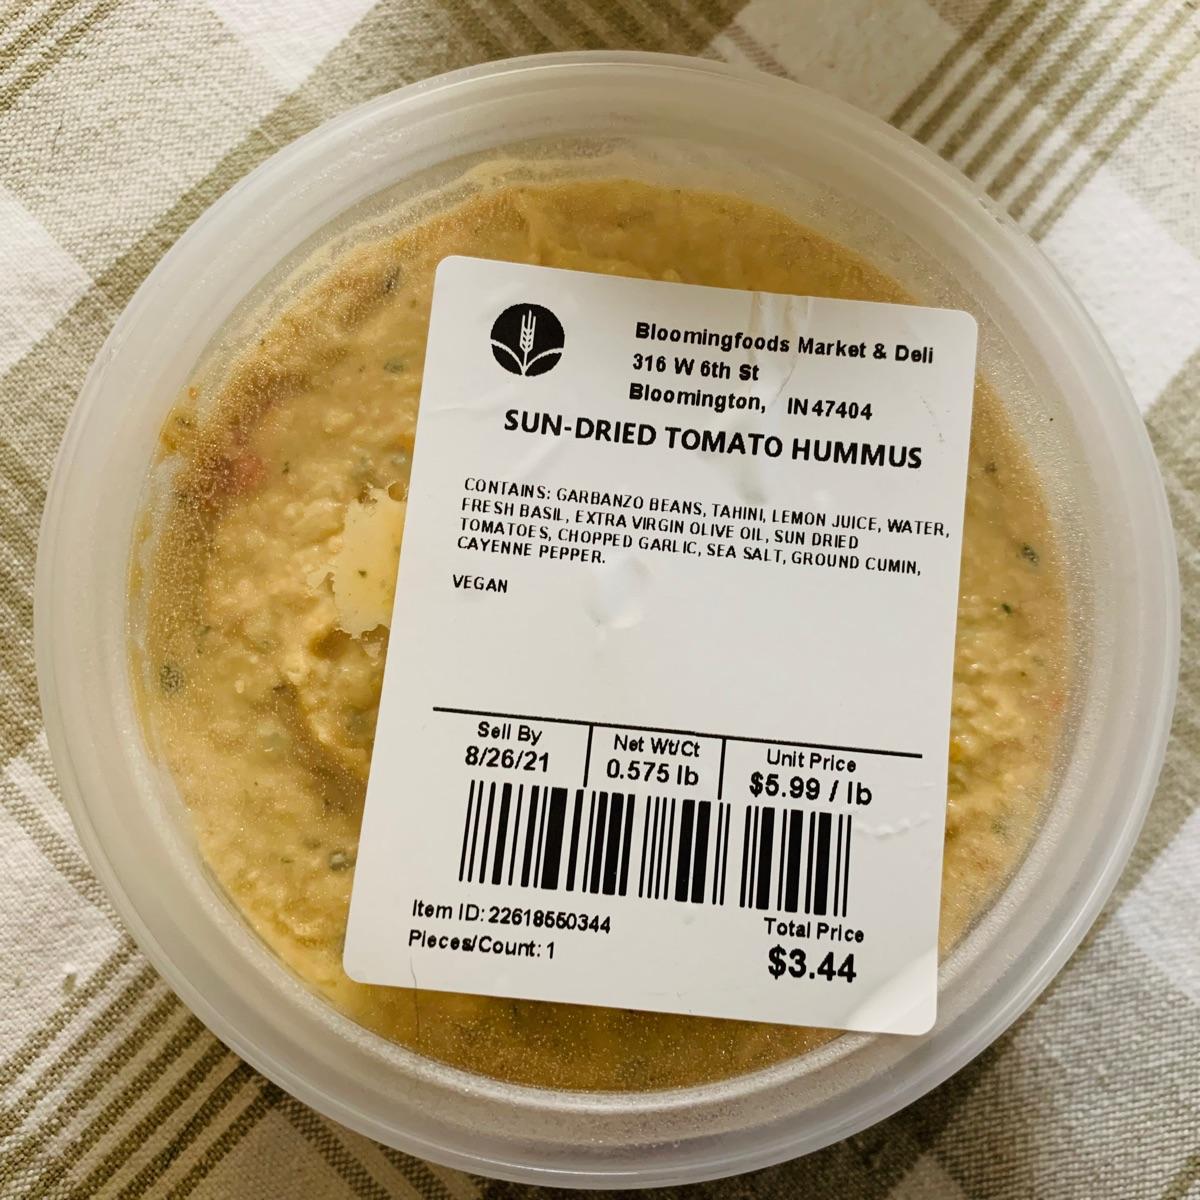 Bloomingfoods Market & Deli
316 W 6th St
Bloomington, IN 47404
SUN-DRIED TOMATO HUMMUS
CONTAINS: GARBANZO BEANS, TAHINI, LEMON JUICE, WATER,
FRESH BASIL, EXTRA VIRGIN OLIVE OIL, SUN DRIED
TOMATOES, CHOPPED GARLIC, SEA SALT, GROUND CUMIN,
CAYENNE PEPPER.
VEGAN
Sell By Net Wt/Ct Unit Price
8/26/21 0.575 lb $5.99 / lb
Item ID: 22618550344 Total Price
Pieces/Count: 1 $3.44